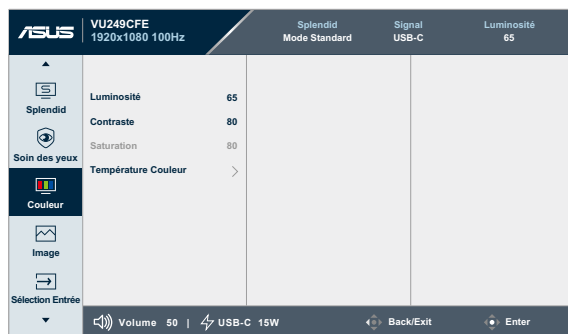 ASUS
VU249CFE
1920x1080 100Hz
Splendid
Mode Standard
Signal
USB-C
Luminosité
65
Splendid
Soin des yeux
Couleur
Image
Sélection Entrée
Luminosité 65
Contraste 80
Saturation 80
Température Couleur
Volume 50 | USB-C 15W
Back/Exit
Enter